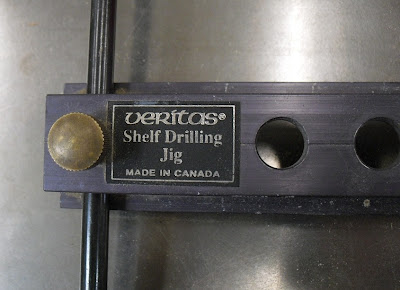 veritas®
Shelf Drilling
Jig
MADE IN CANADA